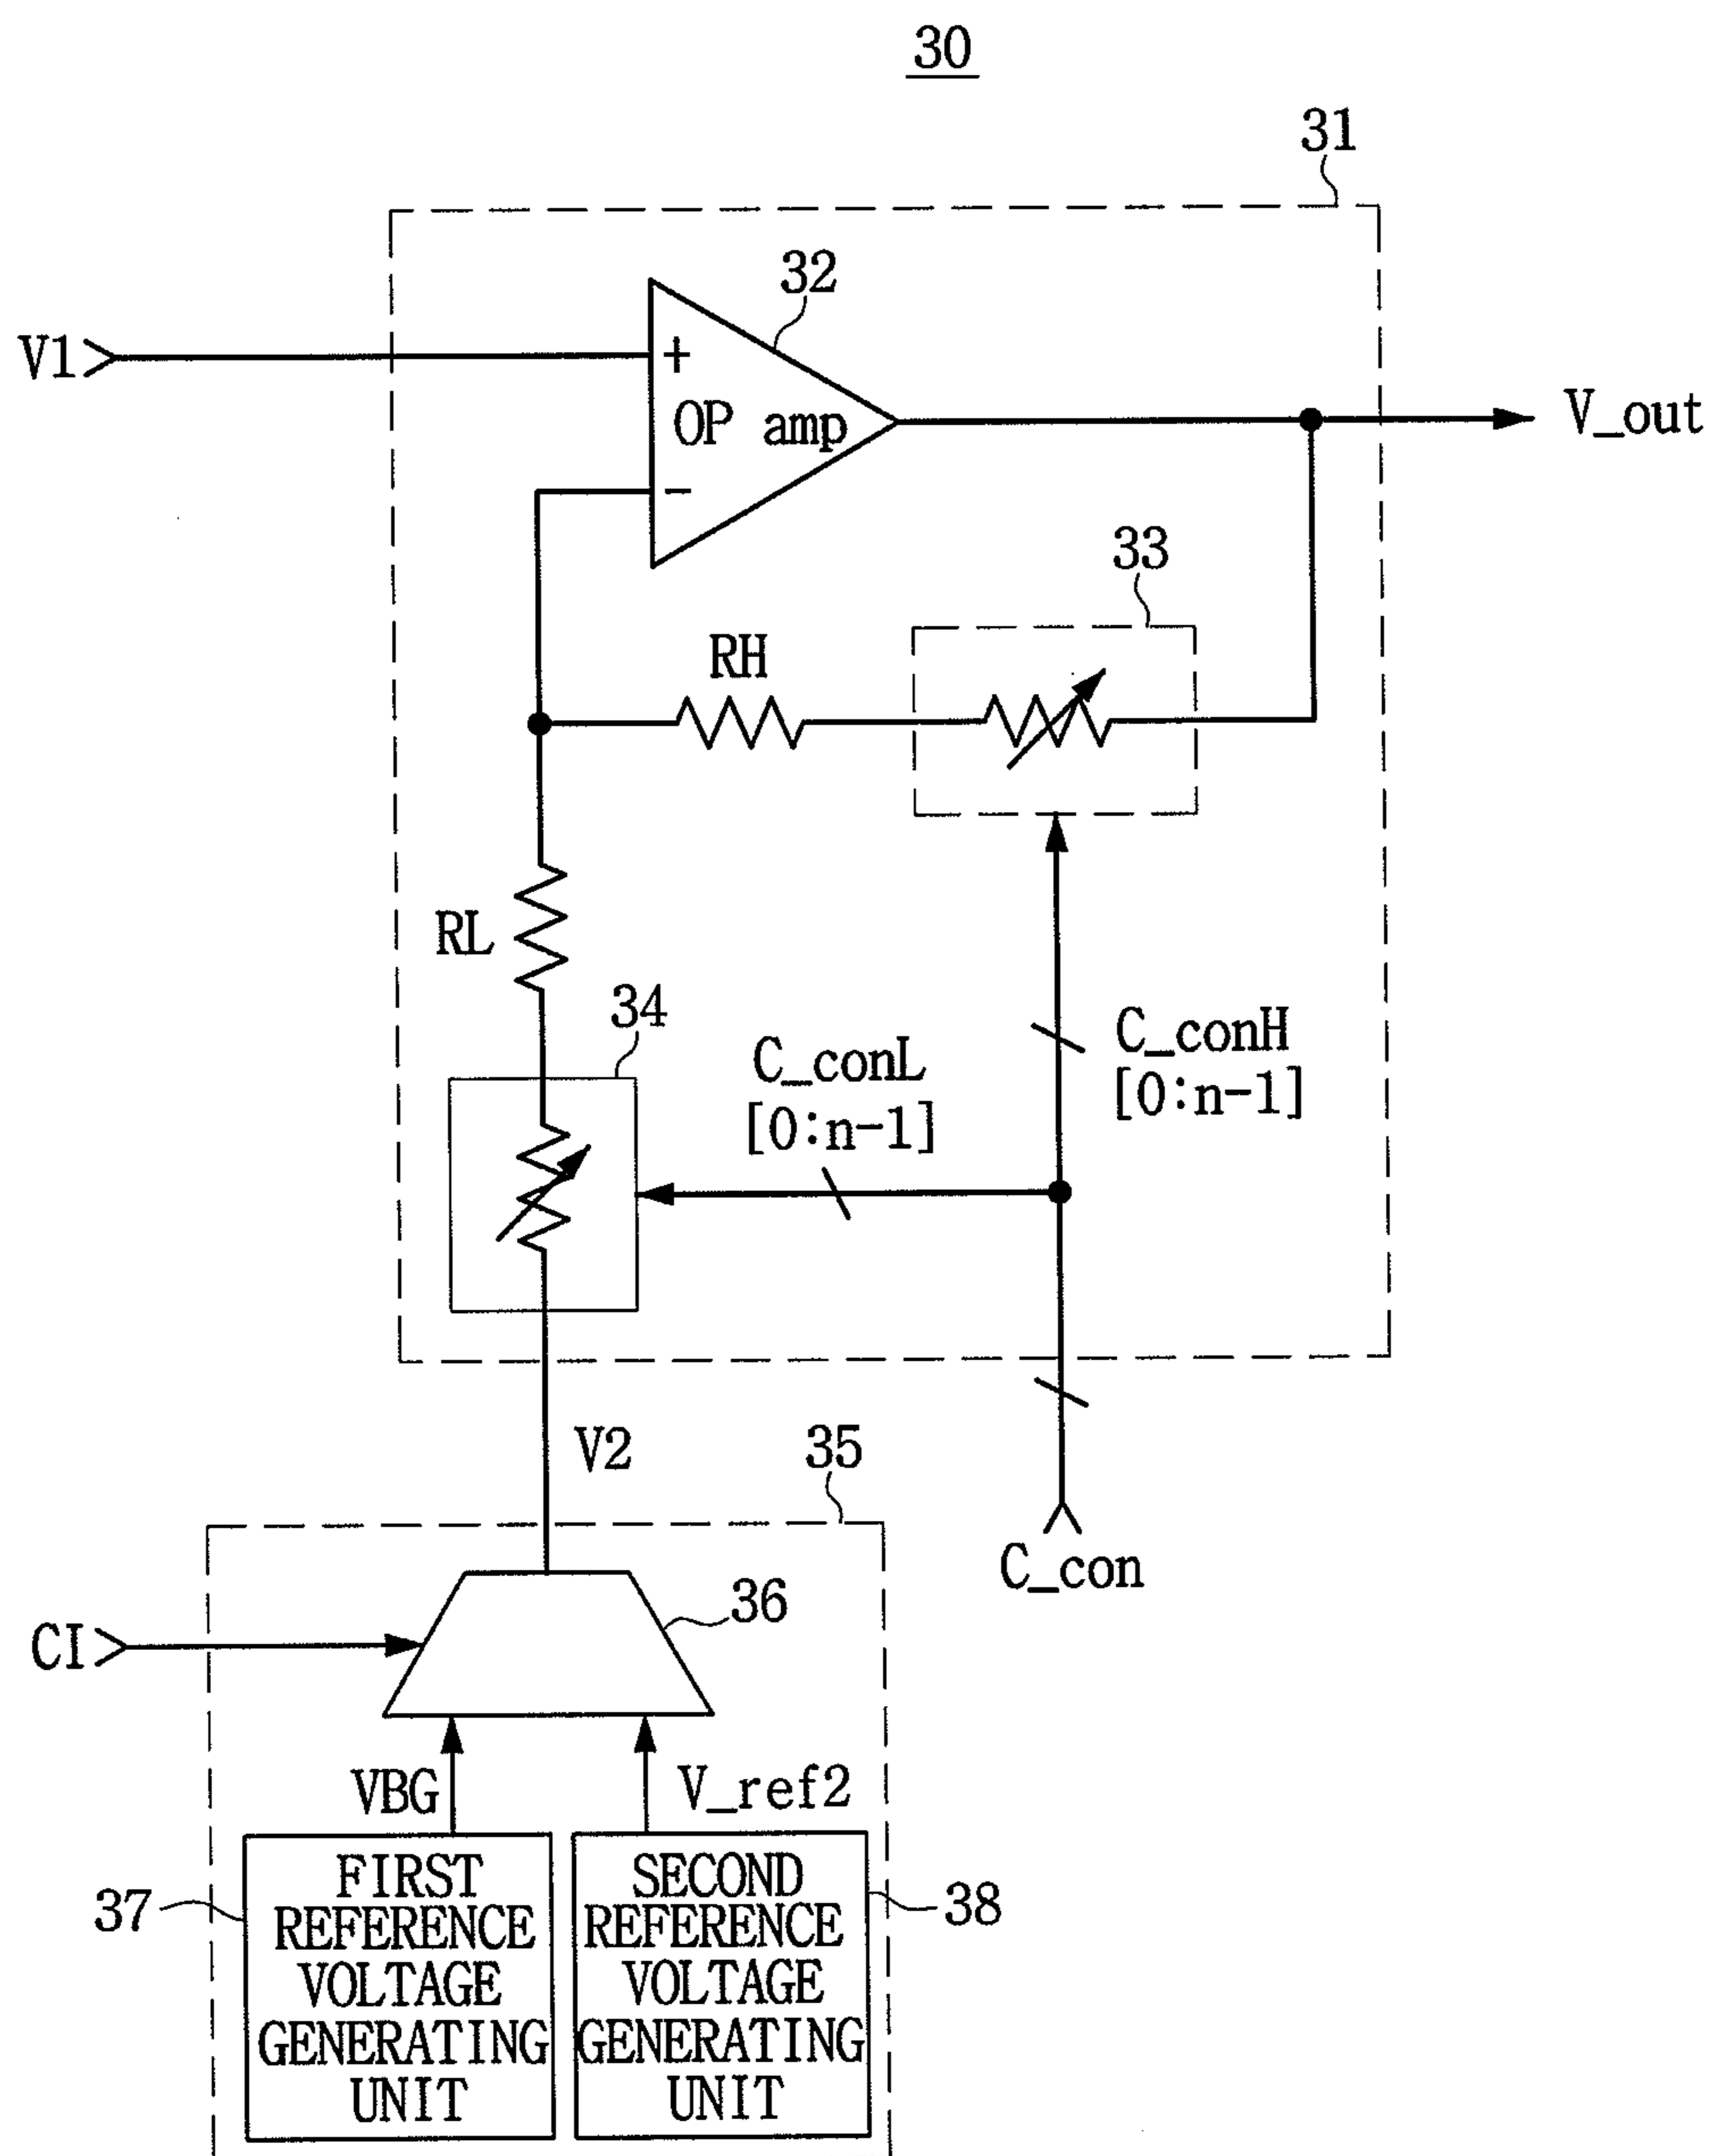 30
31
32
V1
+
OP amp
-
V_out
33
RH
RL
34
C_conL
[0:n-1]
C_conH
[0:n-1]
V2
35
C_con
36
CI
VBG
V_ref2
FIRST
REFERENCE
VOLTAGE
GENERATING
UNIT
37
SECOND
REFERENCE
VOLTAGE
GENERATING
UNIT
38